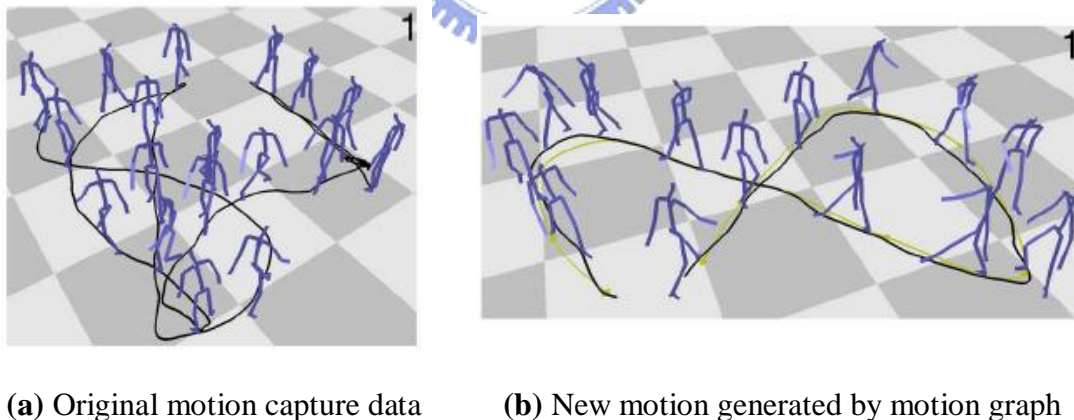 1
1
(a) Original motion capture data
(b) New motion generated by motion graph